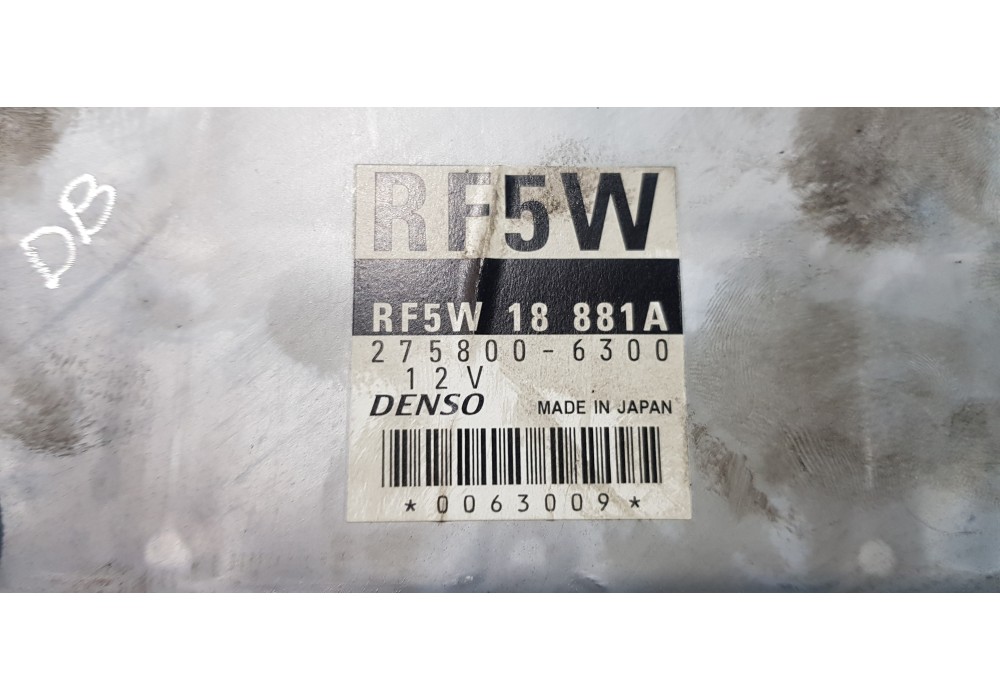 DB
RF5W
RF5W 18 881A
275800-6300
12V
DENSO MADE IN JAPAN
*0063009*